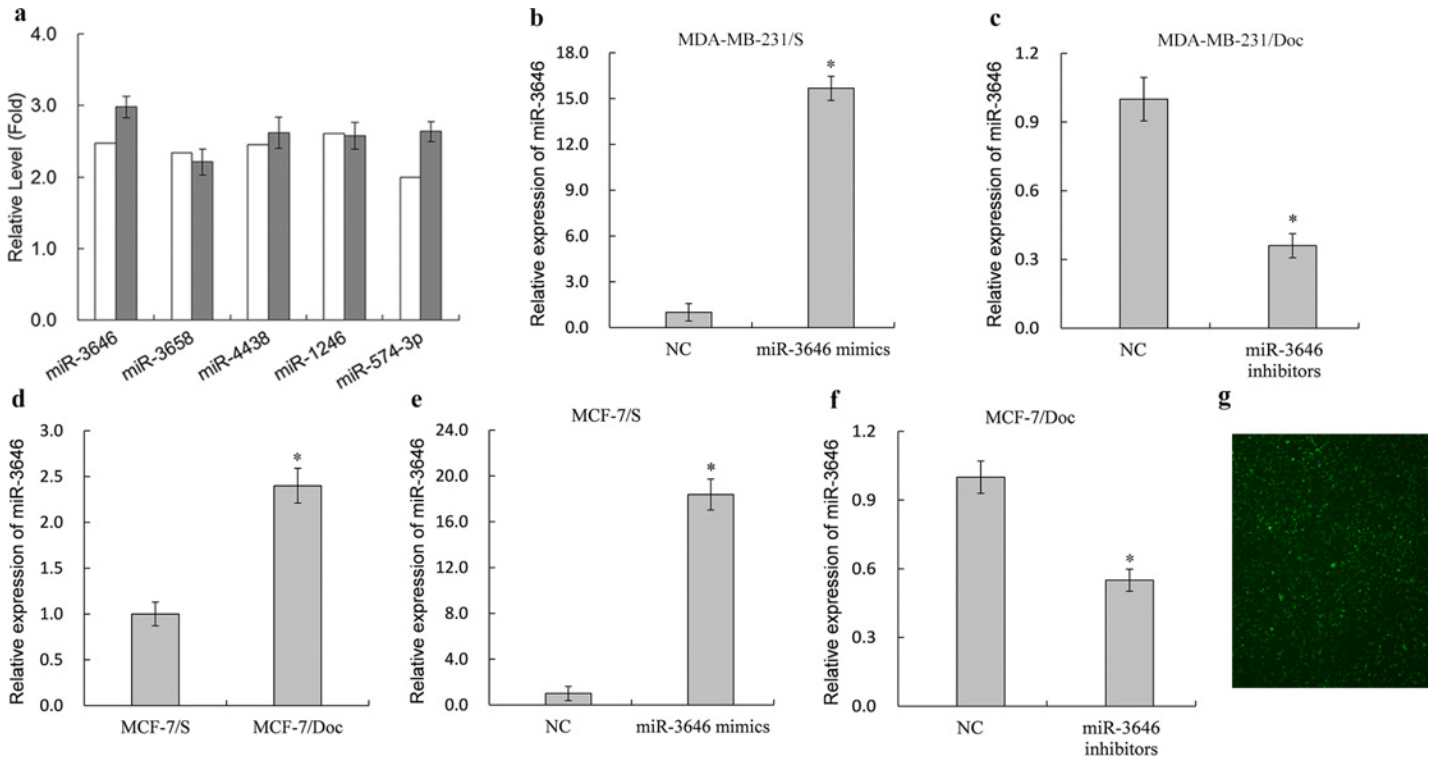 a
4.0
3.0
2.0
1.0
0.0
Relative Level (Fold)
miR-3646
miR-3658
miR-4438
miR-1246
miR-574-3p
b
MDA-MB-231/S
18.0
15.0
12.0
9.0
6.0
3.0
0.0
Relative expression of miR-3646
*
NC
miR-3646 mimics
c
MDA-MB-231/Doc
1.2
0.9
0.6
0.3
0.0
Relative expression of miR-3646
*
NC
miR-3646
inhibitors
d
3.0
2.5
2.0
1.5
1.0
0.5
0.0
Relative expression of miR-3646
*
MCF-7/S
MCF-7/Doc
e
MCF-7/S
24.0
20.0
16.0
12.0
8.0
4.0
0.0
Relative expression of miR-3646
*
NC
miR-3646 mimics
f
MCF-7/Doc
1.2
0.9
0.6
0.3
0.0
Relative expression of miR-3646
*
NC
miR-3646
inhibitors
g